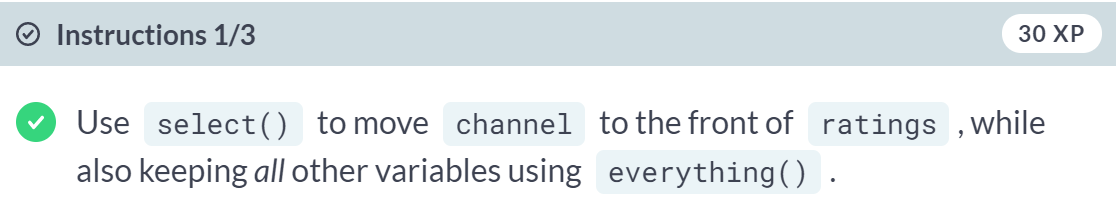 Instructions 1/3 30 XP
Use select() to move channel to the front of ratings , while
also keeping all other variables using everything() .